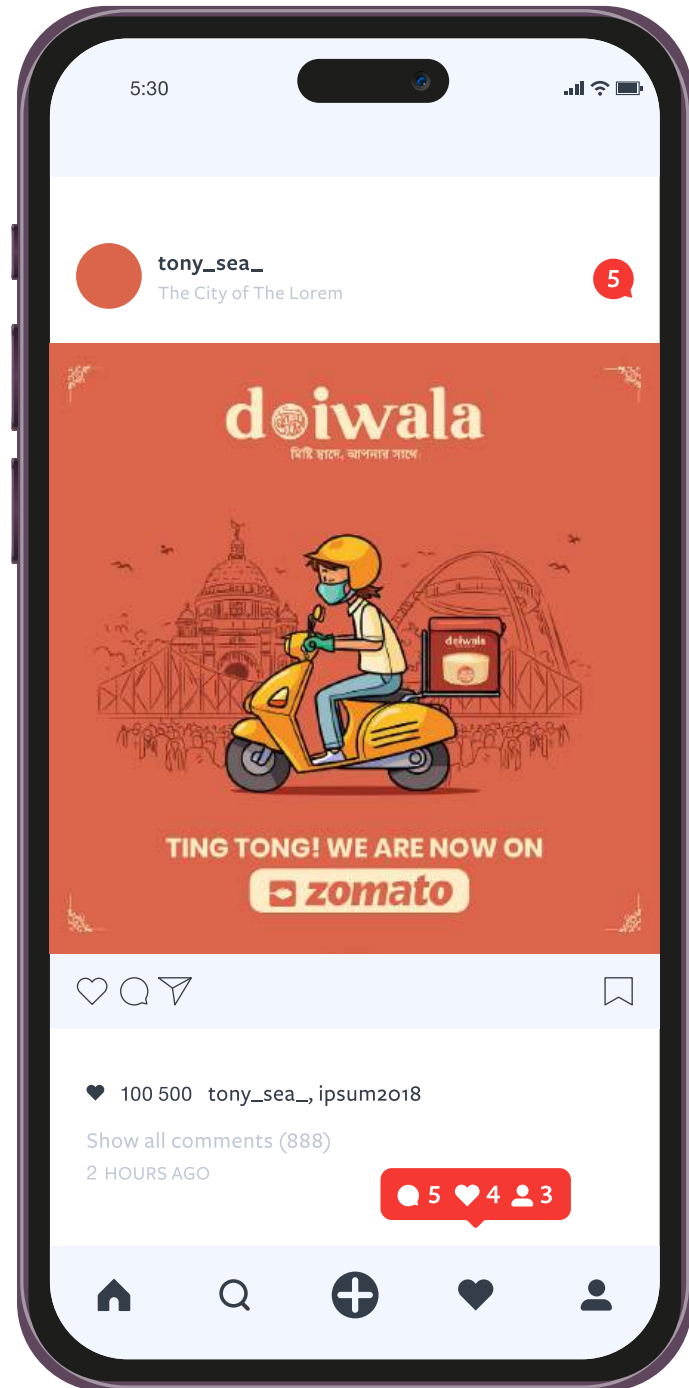 5:30
tony_sea_
The City of The Lorem
5
doiwala
মিষ্টি স্বাদে, আপনার সাথে.
doiwala
TING TONG! WE ARE NOW ON
zomato
100 500 tony_sea_, ipsum2018
Show all comments (888)
2 HOURS AGO
5 4 3